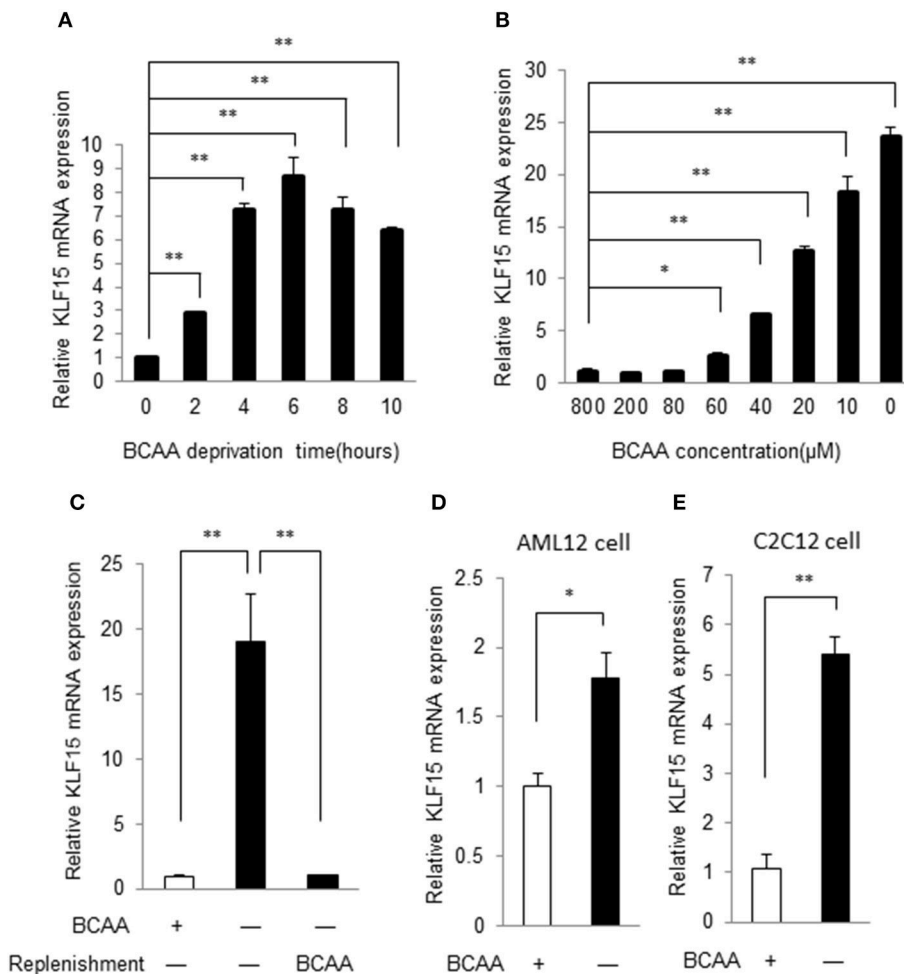 A
**
**
**
**
**
Relative KLF15 mRNA expression
10
9
8
7
6
5
4
3
2
1
0
0 2 4 6 8 10
BCAA deprivation time(hours)
B
**
**
**
**
*
Relative KLF15 mRNA expression
30
25
20
15
10
5
0
800 200 80 60 40 20 10 0
BCAA concentration(µM)
C
** **
Relative KLF15 mRNA expression
25
20
15
10
5
0
BCAA + — —
Replenishment — — BCAA
D
AML12 cell
*
Relative KLF15 mRNA expression
2.5
2
1.5
1
0.5
0
BCAA + —
E
C2C12 cell
**
Relative KLF15 mRNA expression
7
6
5
4
3
2
1
0
BCAA + —